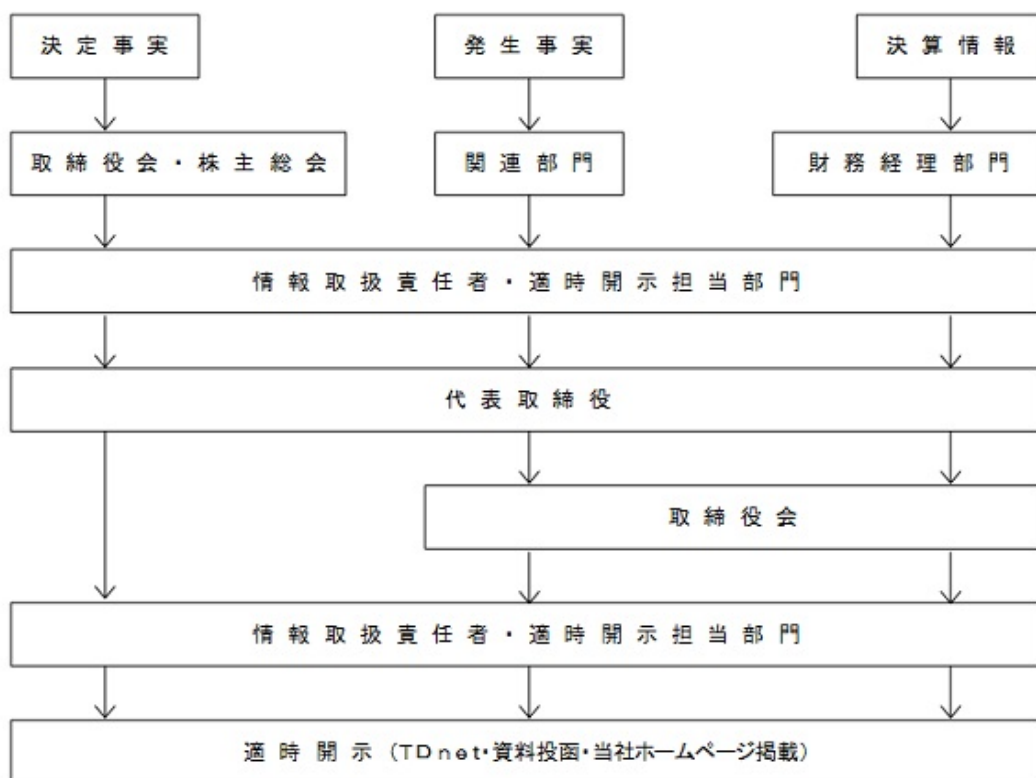 決定事実
発生事実
決算情報
取締役会・株主総会
関連部門
財務経理部門
情報取扱責任者・適時開示担当部門
代表取締役
取締役会
情報取扱責任者・適時開示担当部門
適時開示(TDnet・資料投函・当社ホームページ掲載)